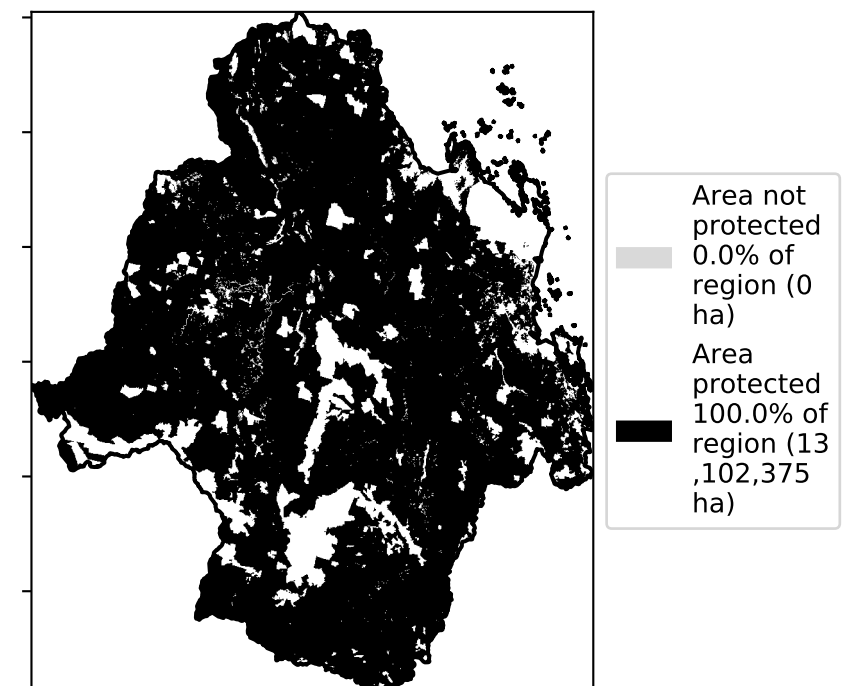 Area not
protected
0.0% of
region (0
ha)
Area
protected
100.0% of
region (13
,102,375
ha)